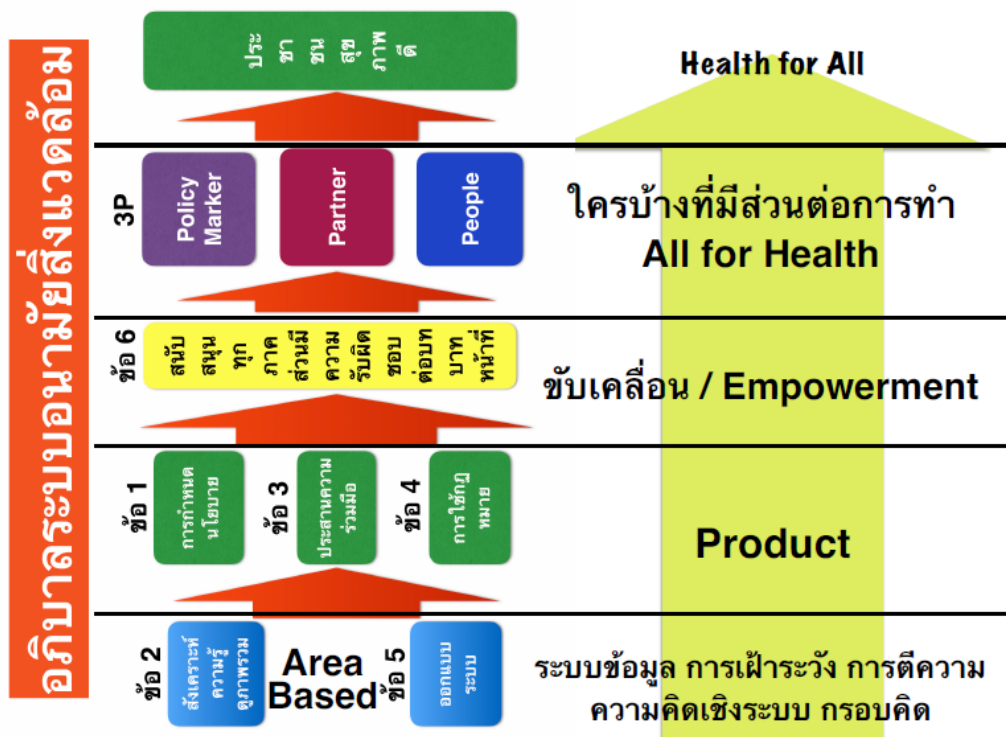 อภิบาลระบบอนามัยสิ่งแวดล้อม
ประ
ชา
ชน
สุข
ภาพ
ดี
Health for All
3P
Policy
Marker
Partner
People
ใครบ้างที่มีส่วนต่อการทำ
All for Health
ข้อ 6
สนับ
สนุน
ทุก
ภาค
ส่วนมี
ความ
รับผิด
ชอบ
ต่อบท
บาท
หน้าที่
ขับเคลื่อน / Empowerment
ข้อ 1
การกำหนด
นโยบาย
ข้อ 3
ประสานความ
ร่วมมือ
ข้อ 4
การใช้กฎ
หมาย
Product
ข้อ 2
สังเคราะห์
ความรู้
ดูภาพรวม
Area
Based
ข้อ 5
ออกแบบ
ระบบ
ระบบข้อมูล การเฝ้าระวัง การตีความ
ความคิดเชิงระบบ กรอบคิด